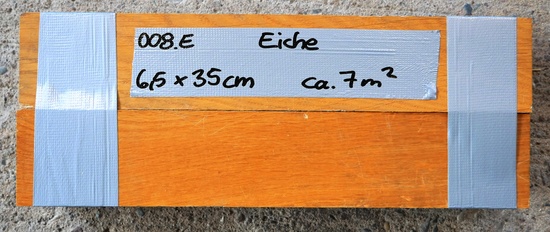 008.E Eiche
6,5 x 35 cm ca. 7 m²